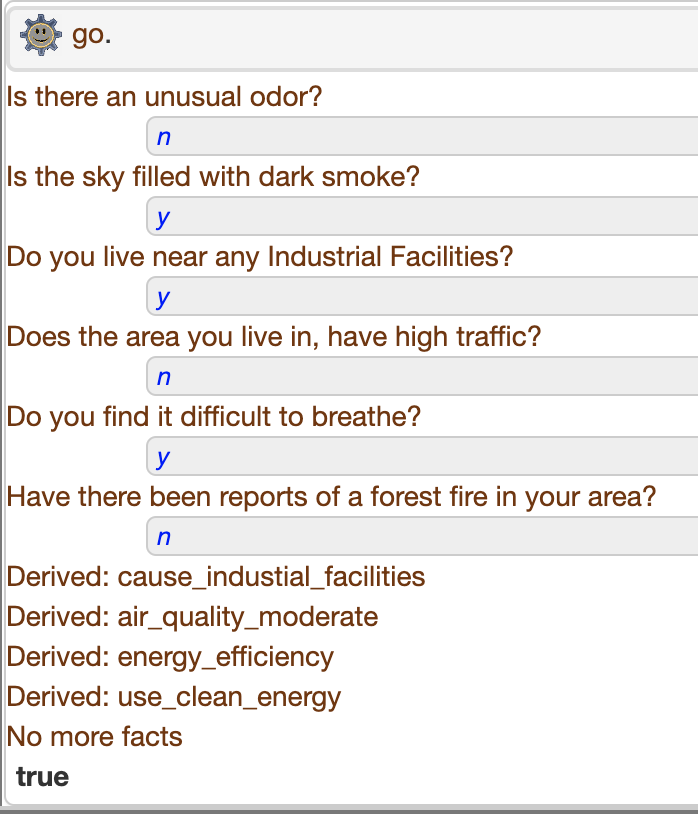 go.
Is there an unusual odor?
n
Is the sky filled with dark smoke?
y
Do you live near any Industrial Facilities?
y
Does the area you live in, have high traffic?
n
Do you find it difficult to breathe?
y
Have there been reports of a forest fire in your area?
n
Derived: cause_industial_facilities
Derived: air_quality_moderate
Derived: energy_efficiency
Derived: use_clean_energy
No more facts
true